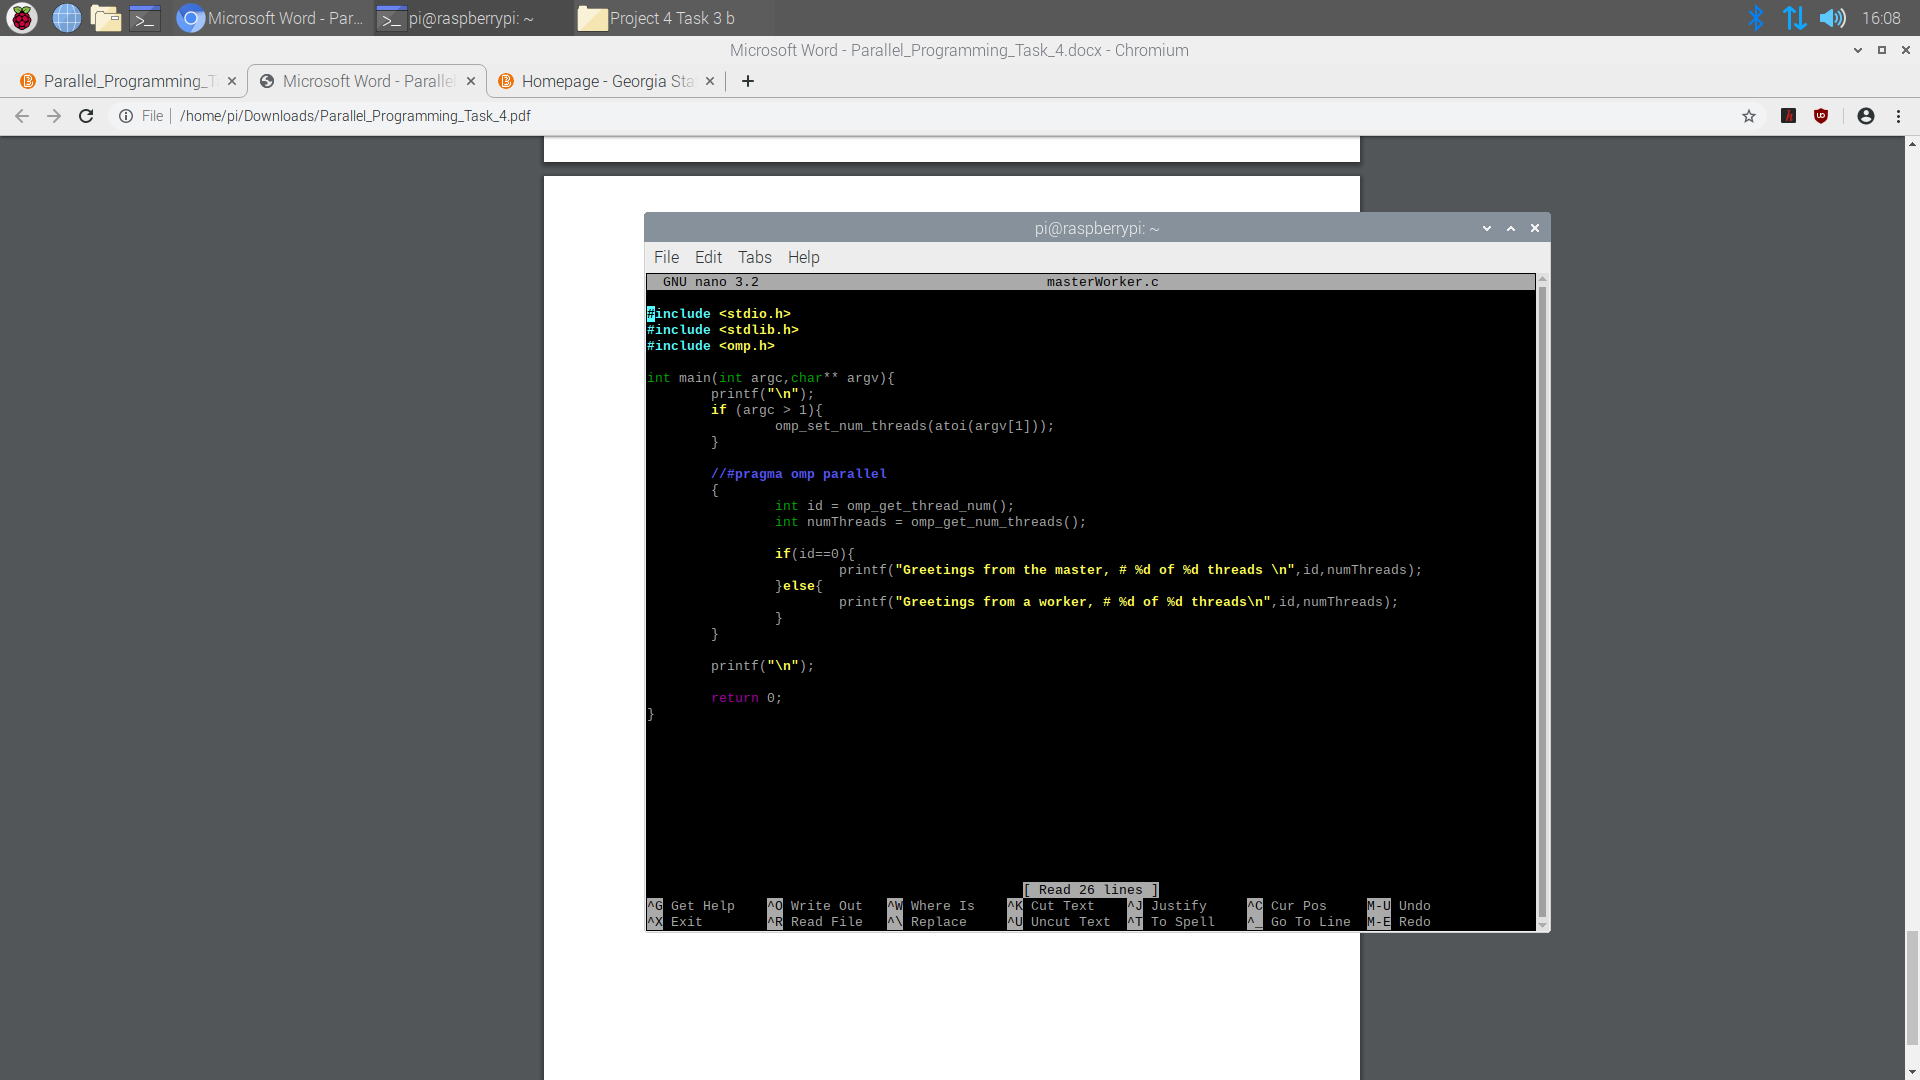 Microsoft Word - Par...
pi@raspberrypi: ~
Project 4 Task 3 b
16:08
Microsoft Word - Parallel_Programming_Task_4.docx - Chromium
Parallel_Programming_T
Microsoft Word - Parallel
Homepage - Georgia Sta
File
/home/pi/Downloads/Parallel_Programming_Task_4.pdf
pi@raspberrypi: ~
File Edit Tabs Help
GNU nano 3.2 masterWorker.c
#include <stdio.h>
#include <stdlib.h>
#include <omp.h>
int main(int argc,char** argv){
printf("\n");
if (argc > 1){
omp_set_num_threads(atoi(argv[1]));
}
//#pragma omp parallel
{
int id = omp_get_thread_num();
int numThreads = omp_get_num_threads();
if(id==0){
printf("Greetings from the master, # %d of %d threads \n",id,numThreads);
}else{
printf("Greetings from a worker, # %d of %d threads\n",id,numThreads);
}
}
printf("\n");
return 0;
}
[ Read 26 lines ]
^G Get Help ^O Write Out ^W Where Is ^K Cut Text ^J Justify ^C Cur Pos M-U Undo
^X Exit ^R Read File ^\ Replace ^U Uncut Text ^T To Spell ^_ Go To Line M-E Redo